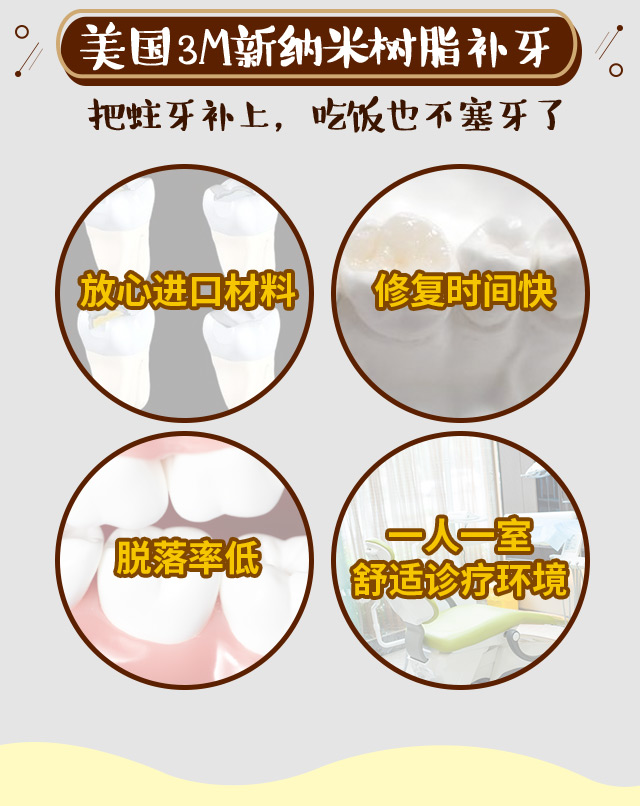 美国3M新纳米树脂补牙
把蛀牙补上，吃饭也不塞牙了
放心进口材料
修复时间快
脱落率低
一人一室
舒适诊疗环境